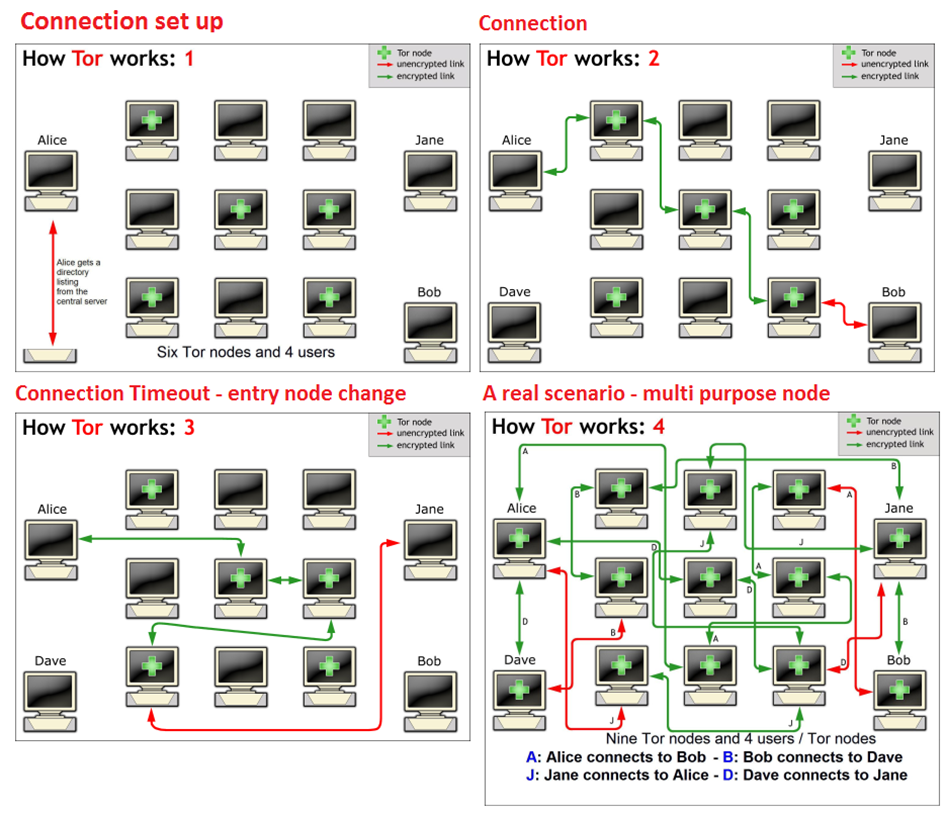 Connection set up
How Tor works: 1
Tor node
unencrypted link
encrypted link
Alice
Jane
Alice gets a
directory
listing
from the
central server
Bob
Six Tor nodes and 4 users
Connection
How Tor works: 2
Tor node
unencrypted link
encrypted link
Alice
Jane
Dave
Bob
Connection Timeout - entry node change
How Tor works: 3
Tor node
unencrypted link
encrypted link
Alice
Jane
Dave
Bob
A real scenario - multi purpose node
How Tor works: 4
Tor node
unencrypted link
encrypted link
A
B
B
A
Alice
Jane
J
D
J
A
D
D
B
B
A
D
Dave
Bob
J
J
Nine Tor nodes and 4 users / Tor nodes
A: Alice connects to Bob - B: Bob connects to Dave
J: Jane connects to Alice - D: Dave connects to Jane